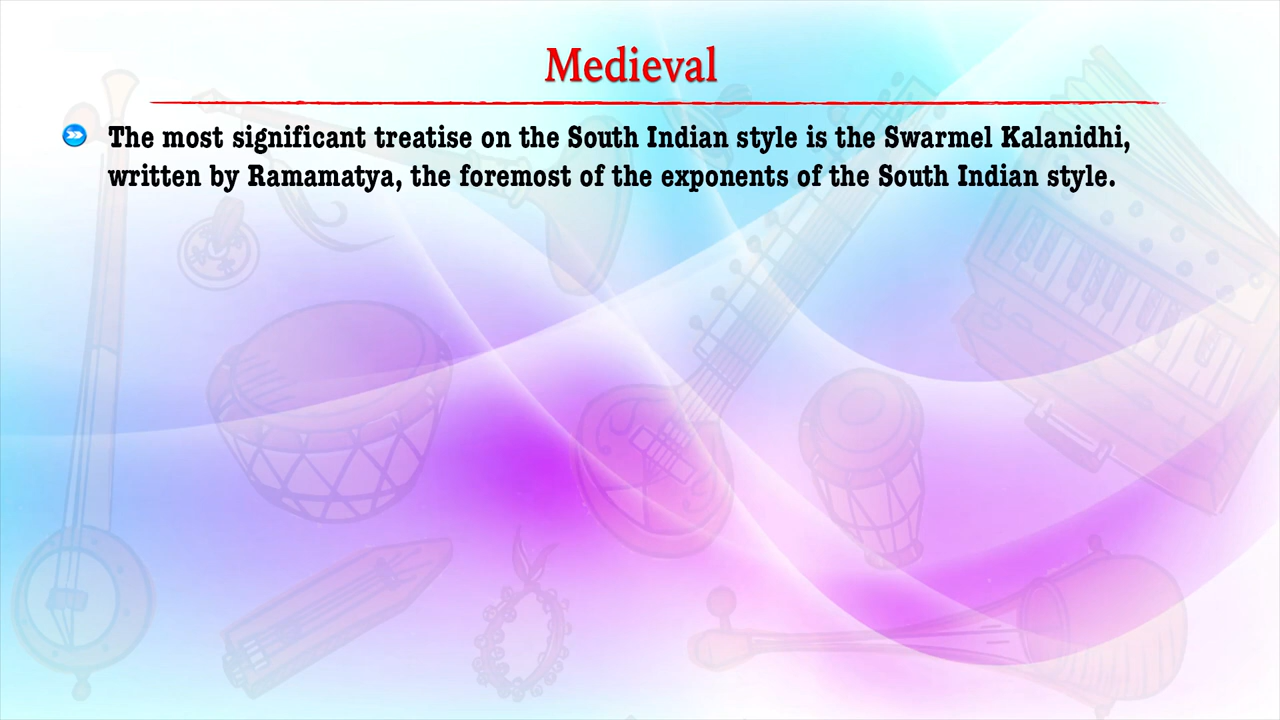 Medieval
The most significant treatise on the South Indian style is the Swarmel Kalanidhi,
written by Ramamatya, the foremost of the exponents of the South Indian style.